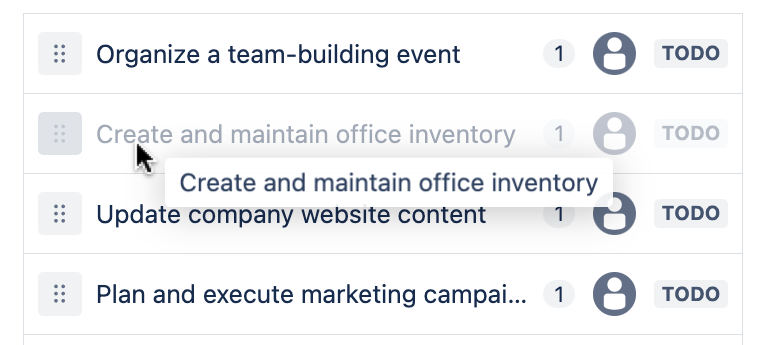 Organize a team-building event 1 TODO
Create and maintain office inventory 1 TODO
Create and maintain office inventory
Update company website content 1 TODO
Plan and execute marketing campai... 1 TODO